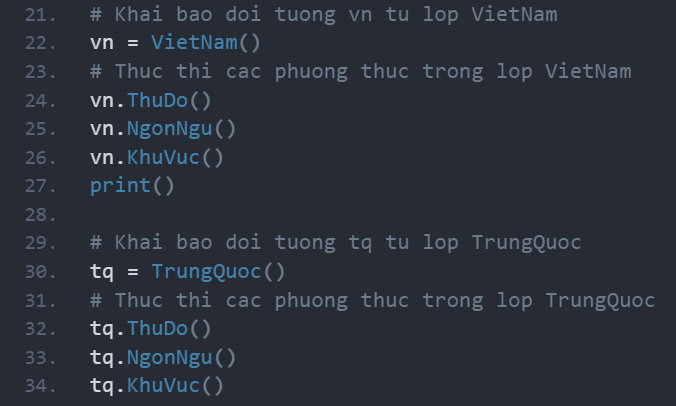 21. # Khai bao doi tuong vn tu lop VietNam
22. vn = VietNam()
23. # Thuc thi cac phuong thuc trong lop VietNam
24. vn.ThuDo()
25. vn.NgonNgu()
26. vn.KhuVuc()
27. print()
28.
29. # Khai bao doi tuong tq tu lop TrungQuoc
30. tq = TrungQuoc()
31. # Thuc thi cac phuong thuc trong lop TrungQuoc
32. tq.ThuDo()
33. tq.NgonNgu()
34. tq.KhuVuc()